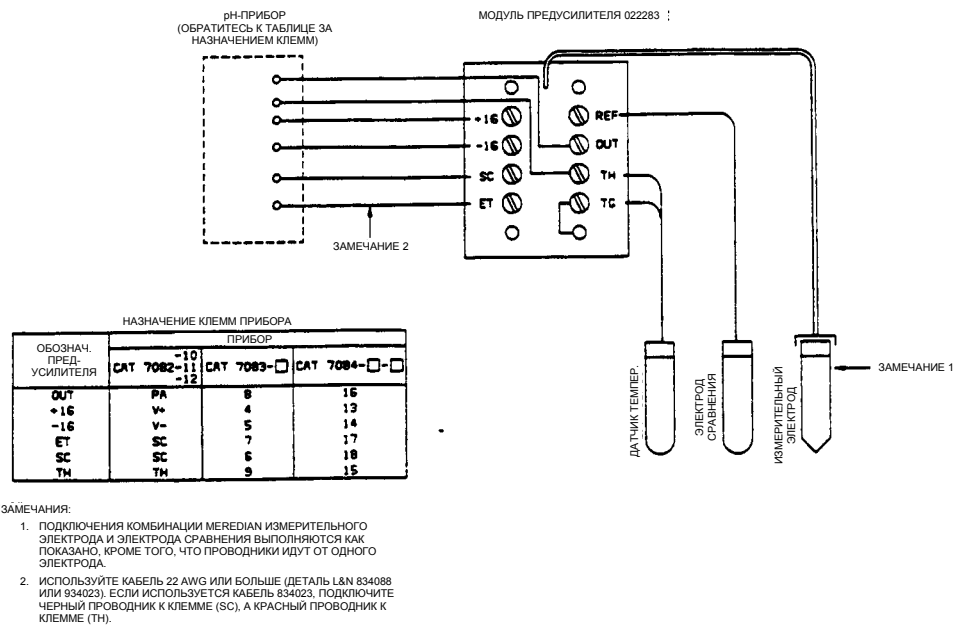 pH-ПРИБОР
(ОБРАТИТЕСЬ К ТАБЛИЦЕ ЗА
НАЗНАЧЕНИЕМ КЛЕММ)
МОДУЛЬ ПРЕДУСИЛИТЕЛЯ 022283
+16
-16
SC
ET
REF
OUT
TH
TG
ЗАМЕЧАНИЕ 2
ДАТЧИК ТЕМПЕР.
ЭЛЕКТРОД
СРАВНЕНИЯ
ИЗМЕРИТЕЛЬНЫЙ
ЭЛЕКТРОД
ЗАМЕЧАНИЕ 1
НАЗНАЧЕНИЕ КЛЕММ ПРИБОРА
ОБОЗНАЧ.
ПРЕД-
УСИЛИТЕЛЯ
ПРИБОР
-10
CAT 7082-11 CAT 7083-□ CAT 7084-□-□
-12
OUT PA 8 16
+16 V+ 4 13
-16 V- 5 14
ET SC 7 17
SC SC 6 18
TH TH 9 15
ЗАМЕЧАНИЯ:
1. ПОДКЛЮЧЕНИЯ КОМБИНАЦИИ MEREDIAN ИЗМЕРИТЕЛЬНОГО
ЭЛЕКТРОДА И ЭЛЕКТРОДА СРАВНЕНИЯ ВЫПОЛНЯЮТСЯ КАК
ПОКАЗАНО, КРОМЕ ТОГО, ЧТО ПРОВОДНИКИ ИДУТ ОТ ОДНОГО
ЭЛЕКТРОДА.
2. ИСПОЛЬЗУЙТЕ КАБЕЛЬ 22 AWG ИЛИ БОЛЬШЕ (ДЕТАЛЬ L&N 834088
ИЛИ 934023). ЕСЛИ ИСПОЛЬЗУЕТСЯ КАБЕЛЬ 834023, ПОДКЛЮЧИТЕ
ЧЕРНЫЙ ПРОВОДНИК К КЛЕММЕ (SC), А КРАСНЫЙ ПРОВОДНИК К
КЛЕММЕ (TH).